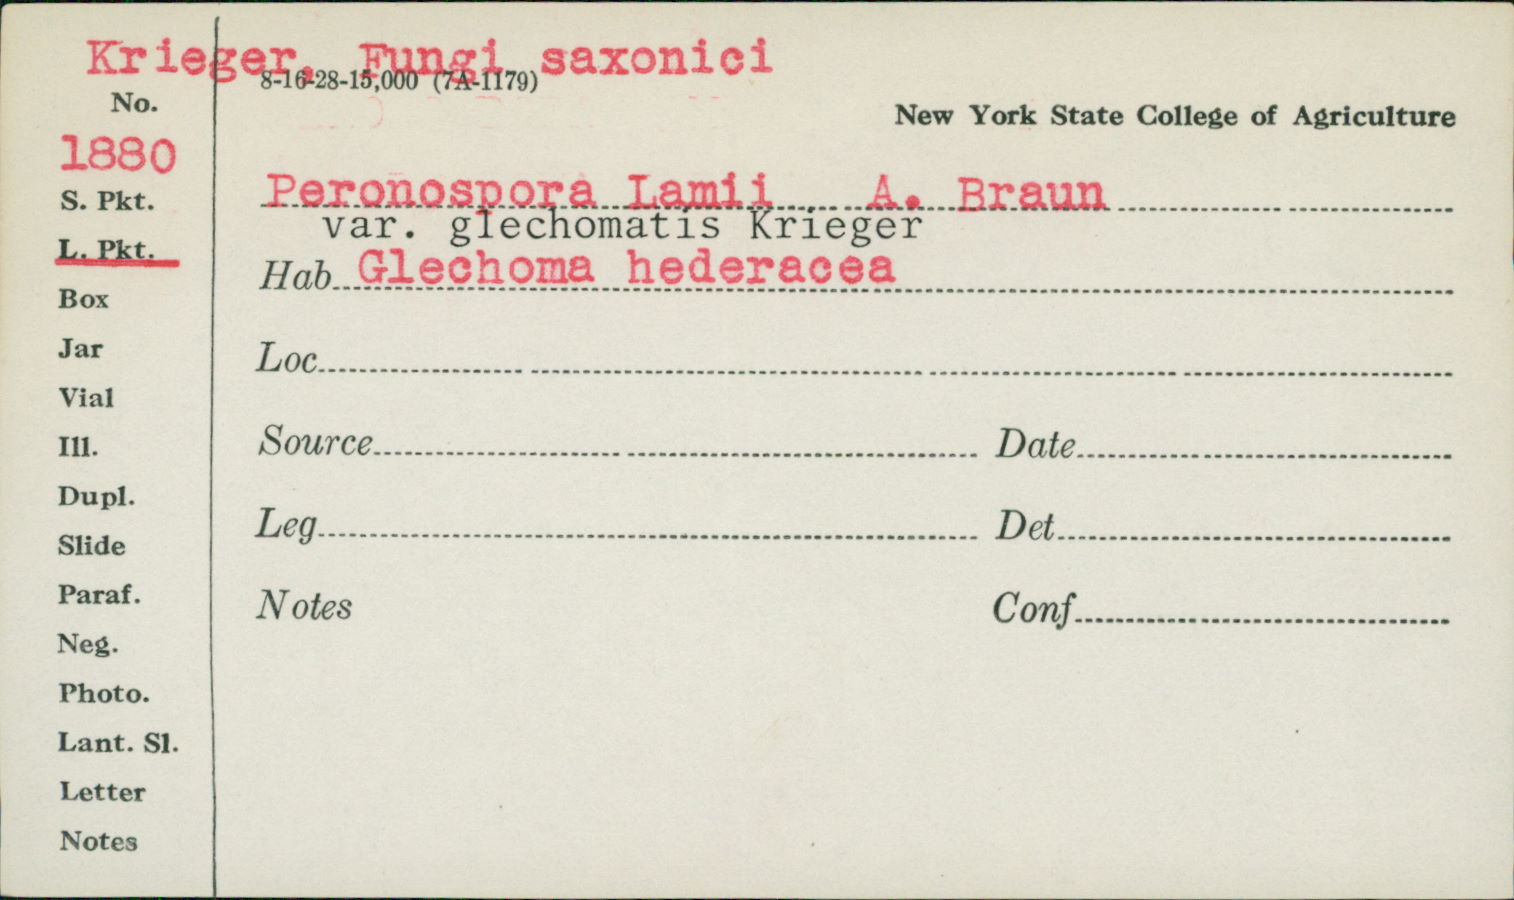 Krieger, Fungi saxonici
8-16-28-15,000 (7A-1179)
No.
New York State College of Agriculture
1880
Peronospora Lamii A. Braun
S. Pkt.
var. glechomatis Krieger
L. Pkt.
Hab. Glechoma hederacea
Box
Jar
Loc.
Vial
Ill.
Source
Date
Dupl.
Leg
Det
Slide
Paraf.
Notes
Conf
Neg.
Photo.
Lant. Sl.
Letter
Notes